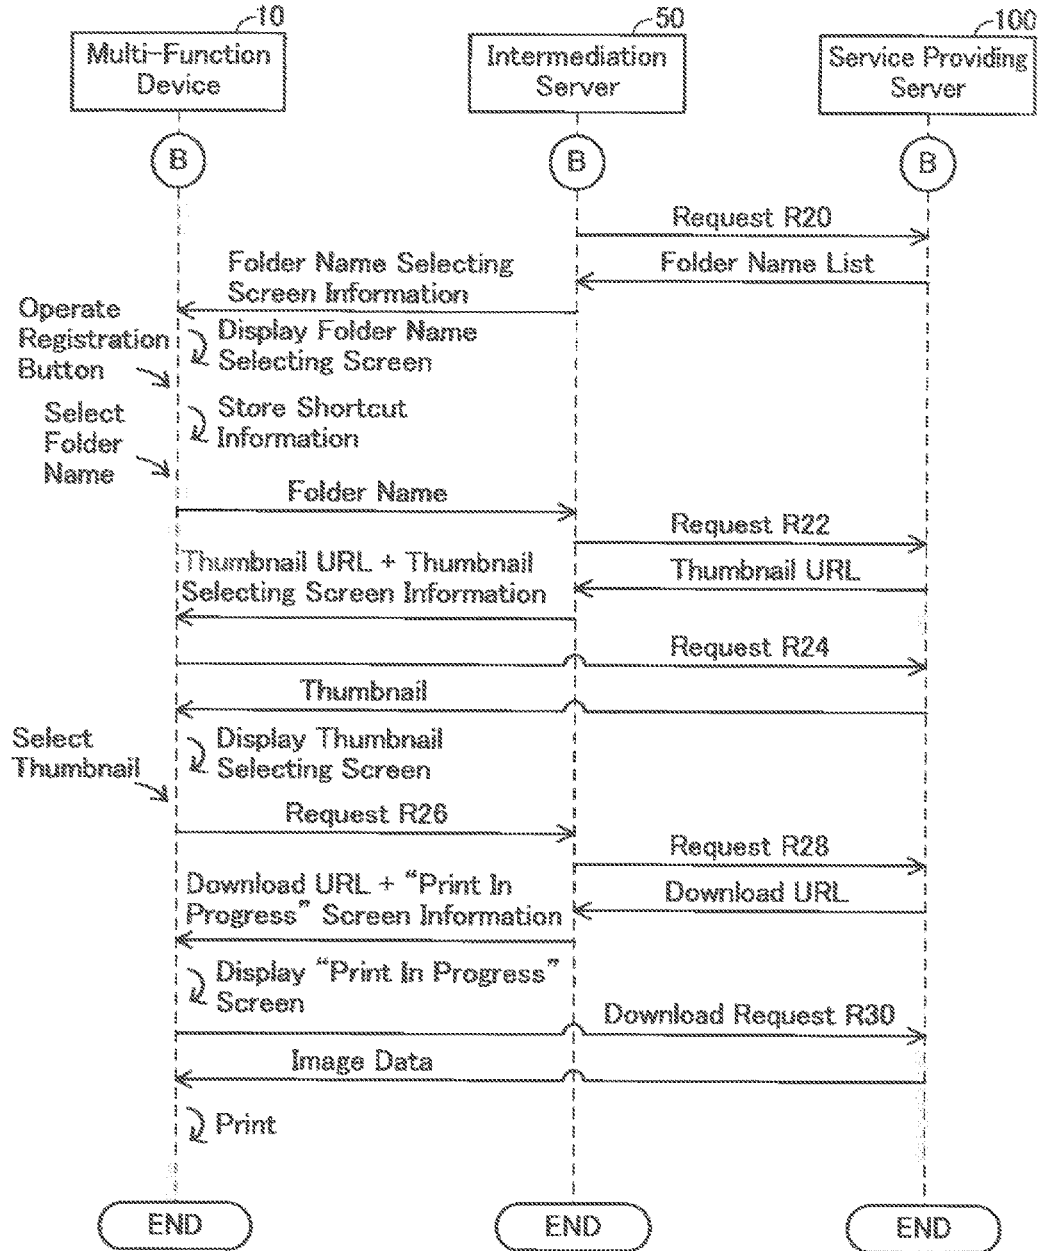 10
50
100
Multi-Function
Device
Intermediation
Server
Service Providing
Server
B
B
B
Request R20
Folder Name List
Folder Name Selecting
Screen Information
Operate
Registration
Button
Display Folder Name
Selecting Screen
Store Shortcut
Information
Select
Folder
Name
Folder Name
Request R22
Thumbnail URL
Thumbnail URL + Thumbnail
Selecting Screen Information
Request R24
Thumbnail
Display Thumbnail
Selecting Screen
Select
Thumbnail
Request R26
Request R28
Download URL
Download URL + "Print In
Progress" Screen Information
Display "Print In Progress"
Screen
Download Request R30
Image Data
Print
END
END
END